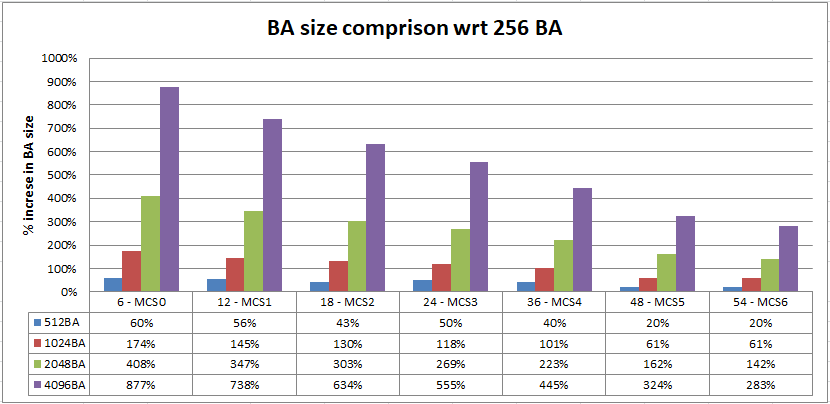 BA size comprison wrt 256 BA
% increse in BA size
1000%
900%
800%
700%
600%
500%
400%
300%
200%
100%
0%
6 - MCS0 12 - MCS1 18 - MCS2 24 - MCS3 36 - MCS4 48 - MCS5 54 - MCS6
512BA 60% 56% 43% 50% 40% 20% 20%
1024BA 174% 145% 130% 118% 101% 61% 61%
2048BA 408% 347% 303% 269% 223% 162% 142%
4096BA 877% 738% 634% 555% 445% 324% 283%